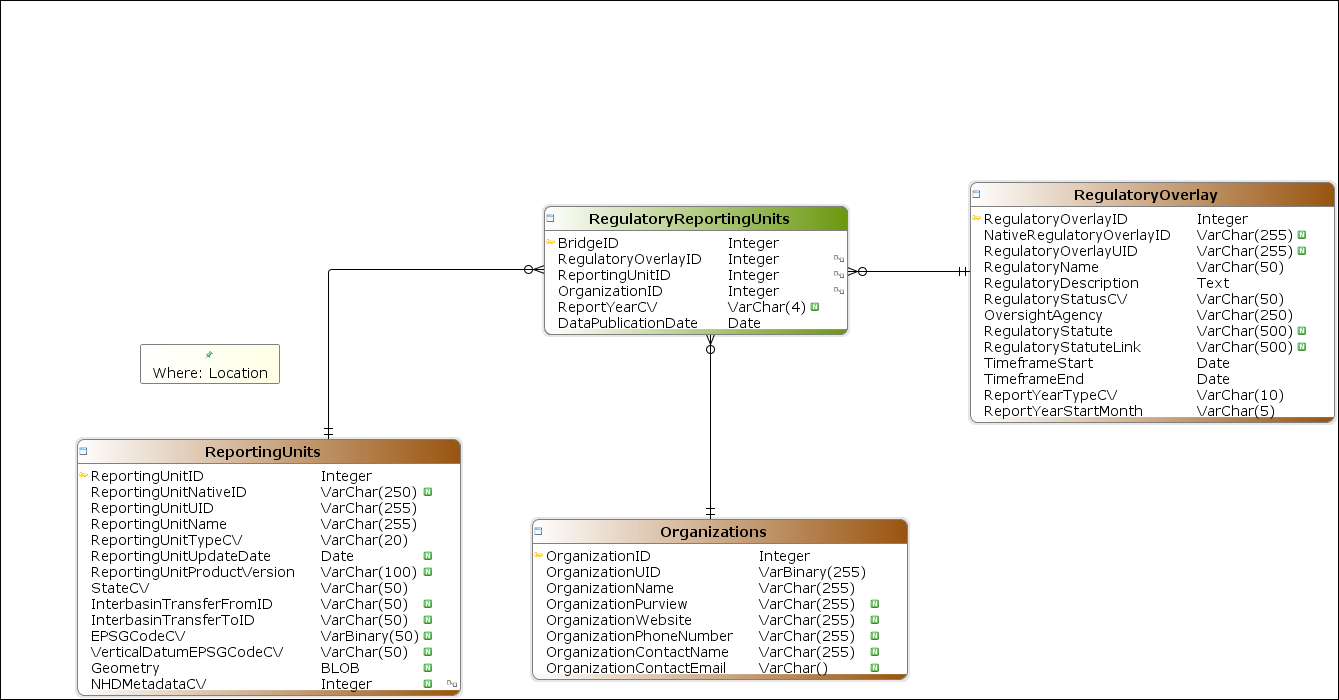 RegulatoryOverlay
RegulatoryOverlayID Integer
NativeRegulatoryOverlayID VarChar(255) N
RegulatoryOverlayUID VarChar(255) N
RegulatoryName VarChar(50)
RegulatoryDescription Text
RegulatoryStatusCV VarChar(50)
OversightAgency VarChar(250)
RegulatoryStatute VarChar(500) N
RegulatoryStatuteLink VarChar(500) N
TimeframeStart Date
TimeframeEnd Date
ReportYearTypeCV VarChar(10)
ReportYearStartMonth VarChar(5)
RegulatoryReportingUnits
BridgeID Integer
RegulatoryOverlayID Integer
ReportingUnitID Integer
OrganizationID Integer
ReportYearCV VarChar(4) N
DataPublicationDate Date
Where: Location
ReportingUnits
ReportingUnitID Integer
ReportingUnitNativeID VarChar(250) N
ReportingUnitUID VarChar(255)
ReportingUnitName VarChar(255)
ReportingUnitTypeCV VarChar(20)
ReportingUnitUpdateDate Date N
ReportingUnitProductVersion VarChar(100) N
StateCV VarChar(50)
InterbasinTransferFromID VarChar(50) N
InterbasinTransferToID VarChar(50) N
EPSGCodeCV VarBinary(50) N
VerticalDatumEPSGCodeCV VarChar(50) N
Geometry BLOB N
NHDMetadataCV Integer N
Organizations
OrganizationID Integer
OrganizationUID VarBinary(255)
OrganizationName VarChar(255)
OrganizationPurview VarChar(255) N
OrganizationWebsite VarChar(255) N
OrganizationPhoneNumber VarChar(255) N
OrganizationContactName VarChar(255) N
OrganizationContactEmail VarChar() N